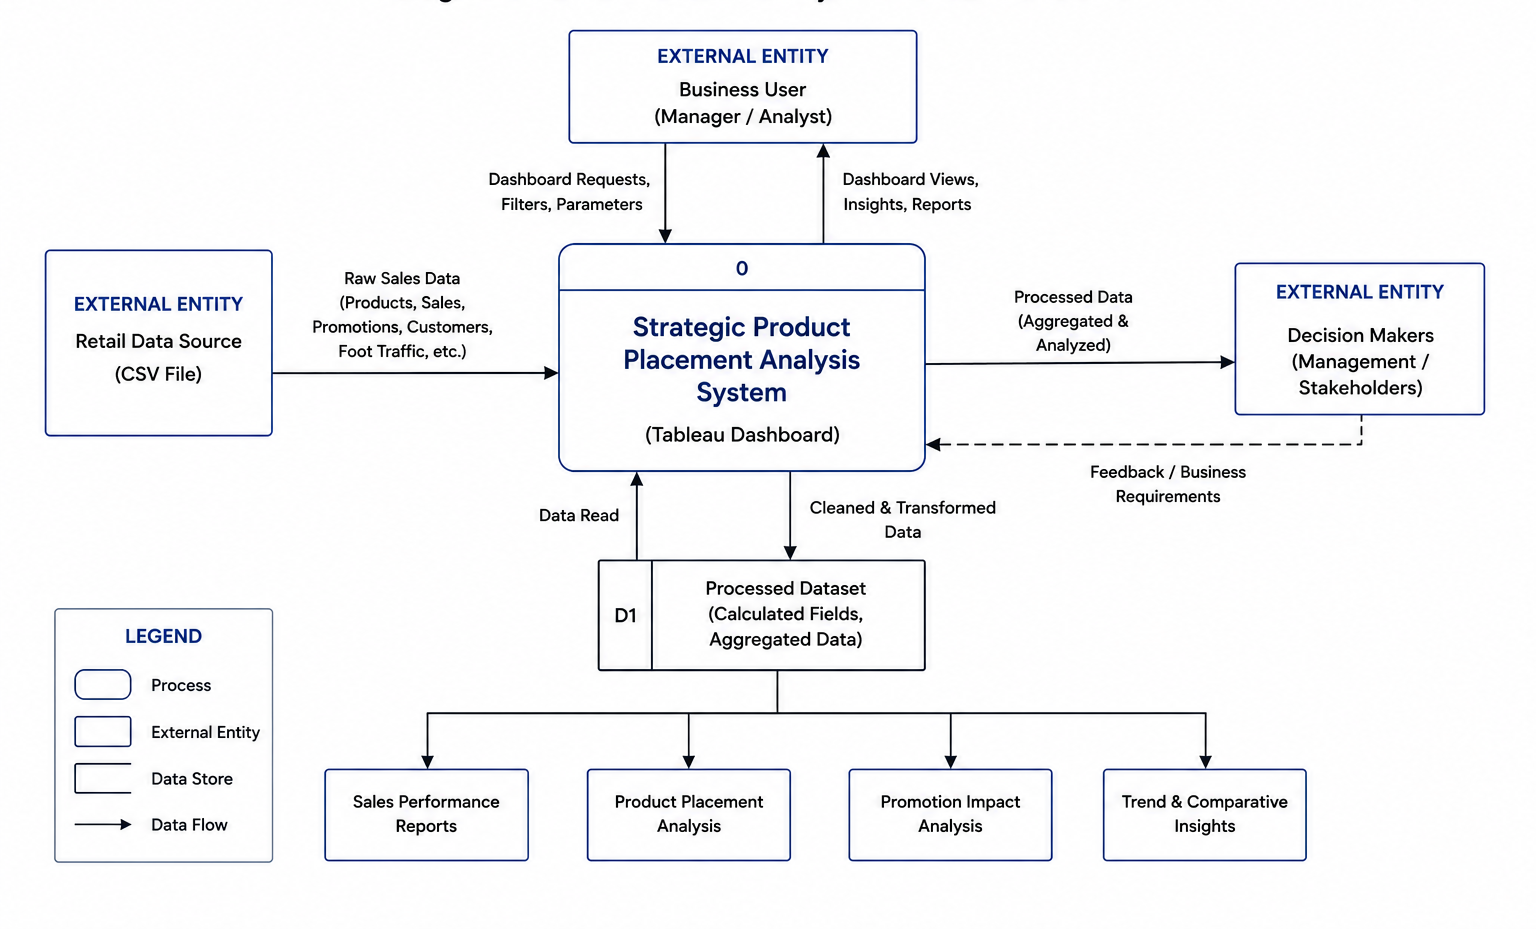 EXTERNAL ENTITY
Business User
(Manager / Analyst)
Dashboard Requests,
Filters, Parameters
Dashboard Views,
Insights, Reports
EXTERNAL ENTITY
Retail Data Source
(CSV File)
Raw Sales Data
(Products, Sales,
Promotions, Customers,
Foot Traffic, etc.)
0
Strategic Product
Placement Analysis
System
(Tableau Dashboard)
Processed Data
(Aggregated &
Analyzed)
EXTERNAL ENTITY
Decision Makers
(Management /
Stakeholders)
Feedback / Business
Requirements
Data Read
Cleaned & Transformed
Data
D1
Processed Dataset
(Calculated Fields,
Aggregated Data)
LEGEND
Process
External Entity
Data Store
Data Flow
Sales Performance
Reports
Product Placement
Analysis
Promotion Impact
Analysis
Trend & Comparative
Insights